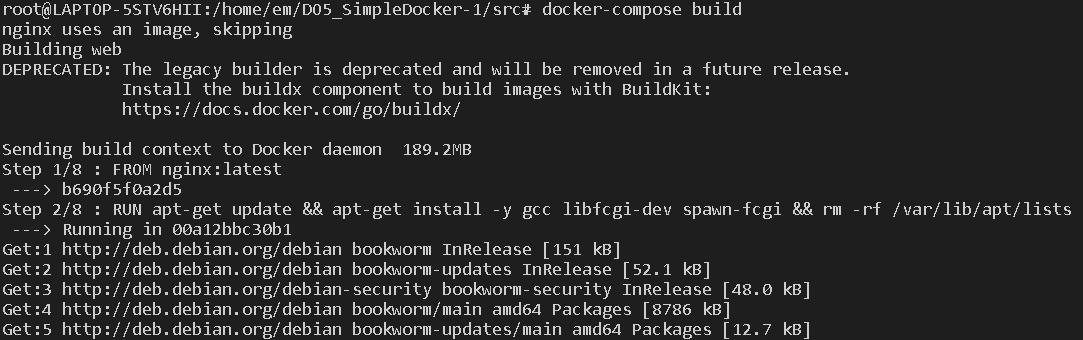 root@LAPTOP-5STV6HII:/home/em/DO5_SimpleDocker-1/src# docker-compose build
nginx uses an image, skipping
Building web
DEPRECATED: The legacy builder is deprecated and will be removed in a future release.
            Install the buildx component to build images with BuildKit:
            https://docs.docker.com/go/buildx/

Sending build context to Docker daemon  189.2MB
Step 1/8 : FROM nginx:latest
 ---> b690f5f0a2d5
Step 2/8 : RUN apt-get update && apt-get install -y gcc libfcgi-dev spawn-fcgi && rm -rf /var/lib/apt/lists
 ---> Running in 00a12bbc30b1
Get:1 http://deb.debian.org/debian bookworm InRelease [151 kB]
Get:2 http://deb.debian.org/debian bookworm-updates InRelease [52.1 kB]
Get:3 http://deb.debian.org/debian-security bookworm-security InRelease [48.0 kB]
Get:4 http://deb.debian.org/debian bookworm/main amd64 Packages [8786 kB]
Get:5 http://deb.debian.org/debian bookworm-updates/main amd64 Packages [12.7 kB]